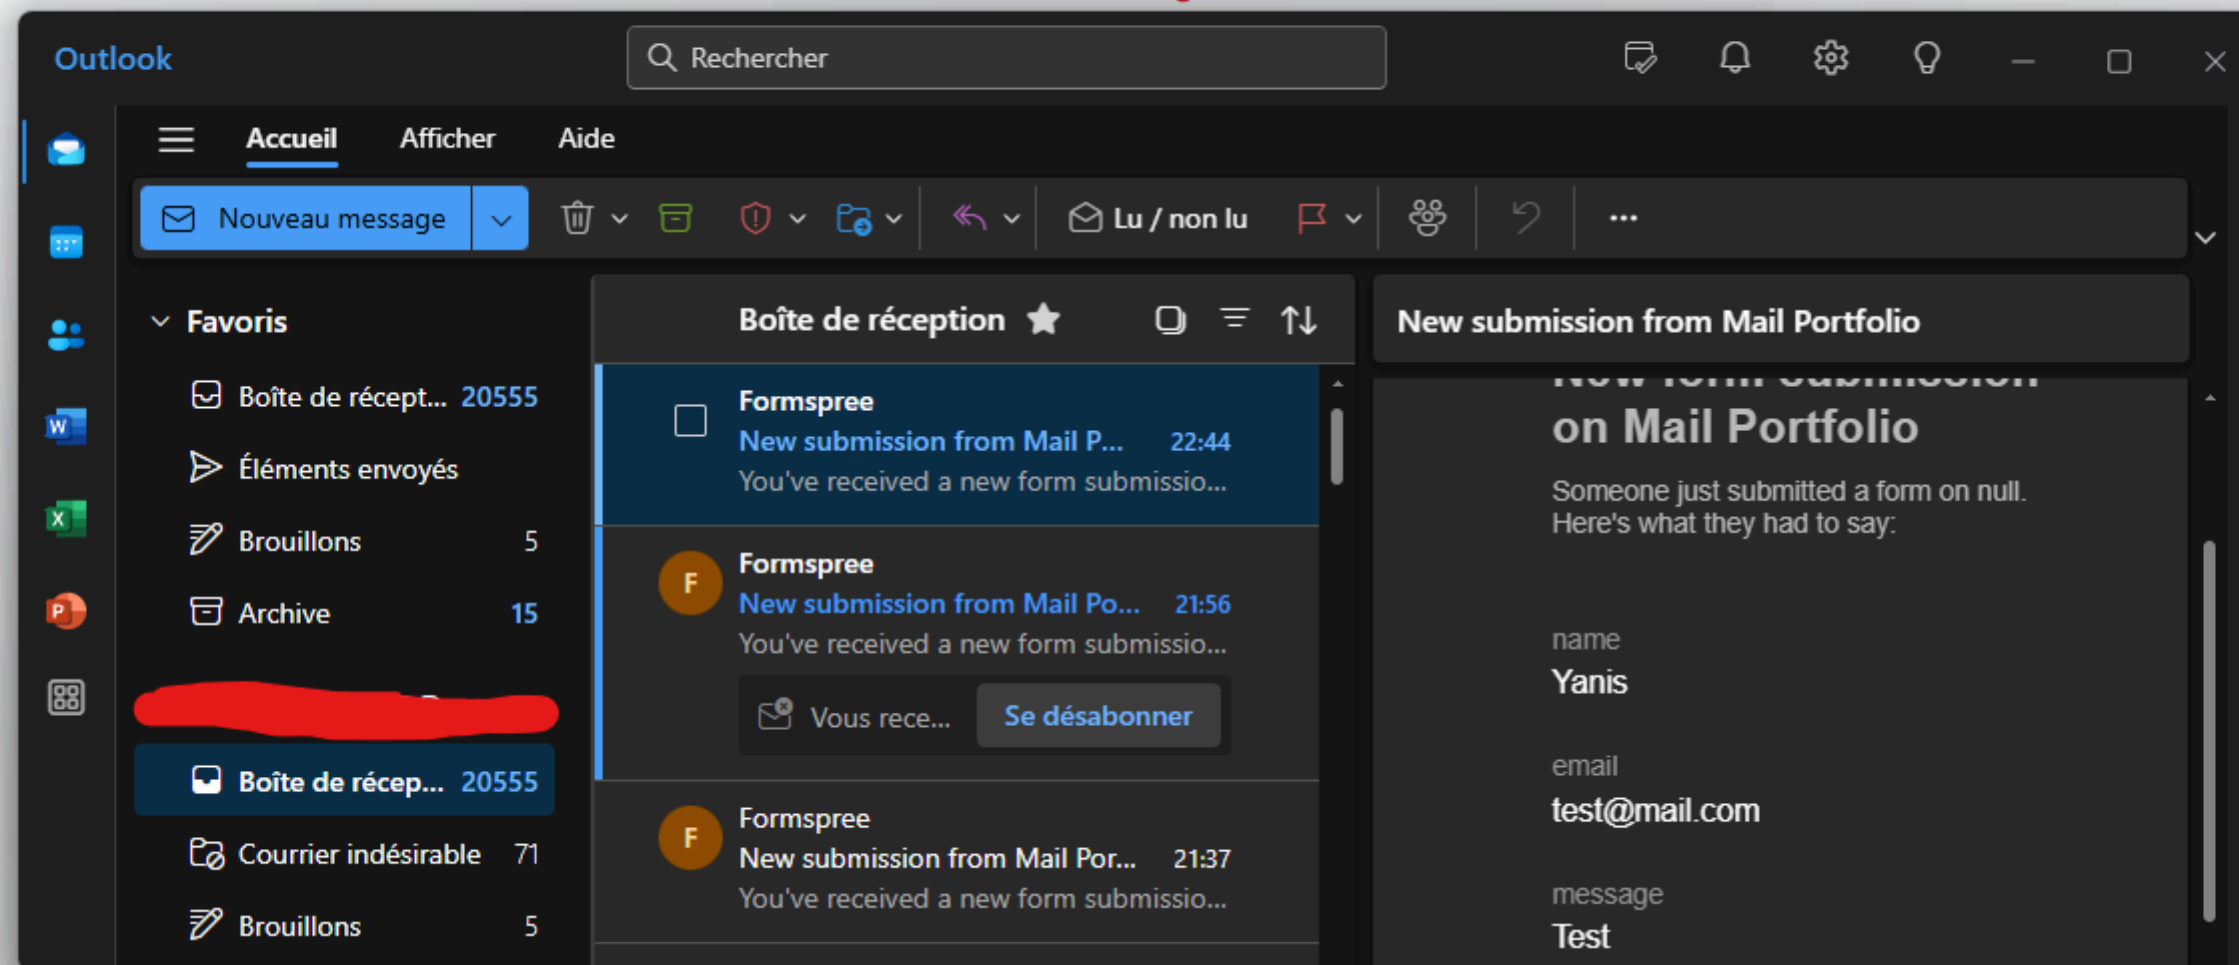 Outlook
Rechercher
Accueil
Afficher
Aide
Nouveau message
Lu / non lu
Favoris
Boîte de récept... 20555
Éléments envoyés
Brouillons 5
Archive 15
Boîte de récep... 20555
Courrier indésirable 71
Brouillons 5
Boîte de réception
Formspree
New submission from Mail P... 22:44
You've received a new form submissio...
F
Formspree
New submission from Mail Po... 21:56
You've received a new form submissio...
Vous rece...
Se désabonner
F
Formspree
New submission from Mail Por... 21:37
You've received a new form submissio...
New submission from Mail Portfolio
New form submission
on Mail Portfolio
Someone just submitted a form on null.
Here's what they had to say:
name
Yanis
email
test@mail.com
message
Test